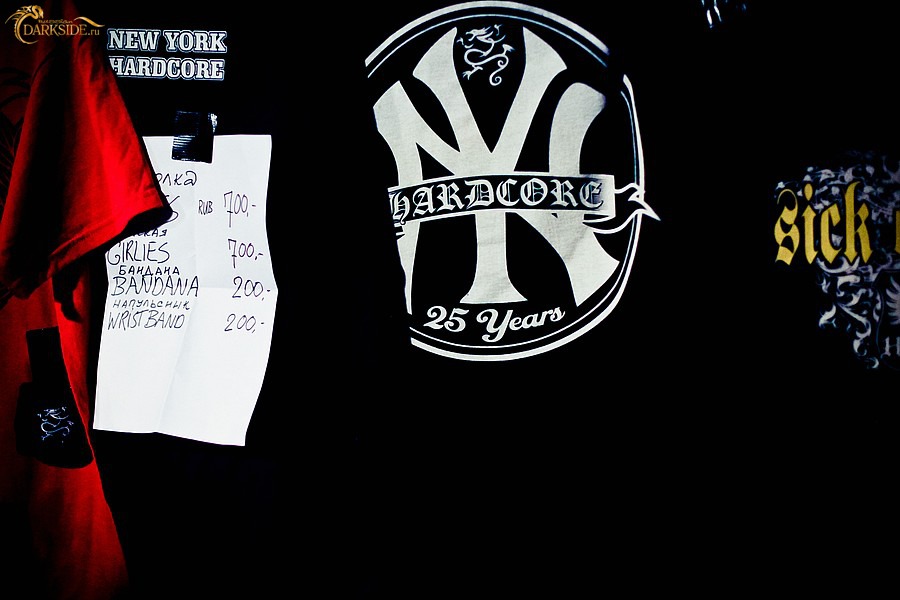 DARKSIDE.ru
NEW YORK
HARDCORE
RUB 700,-
GIRLIES 700,-
БАНДАНА
BANDANA 200,-
НАПУЛЬСНИК
WRISTBAND 200,-
NY
HARDCORE
25 Years
sick